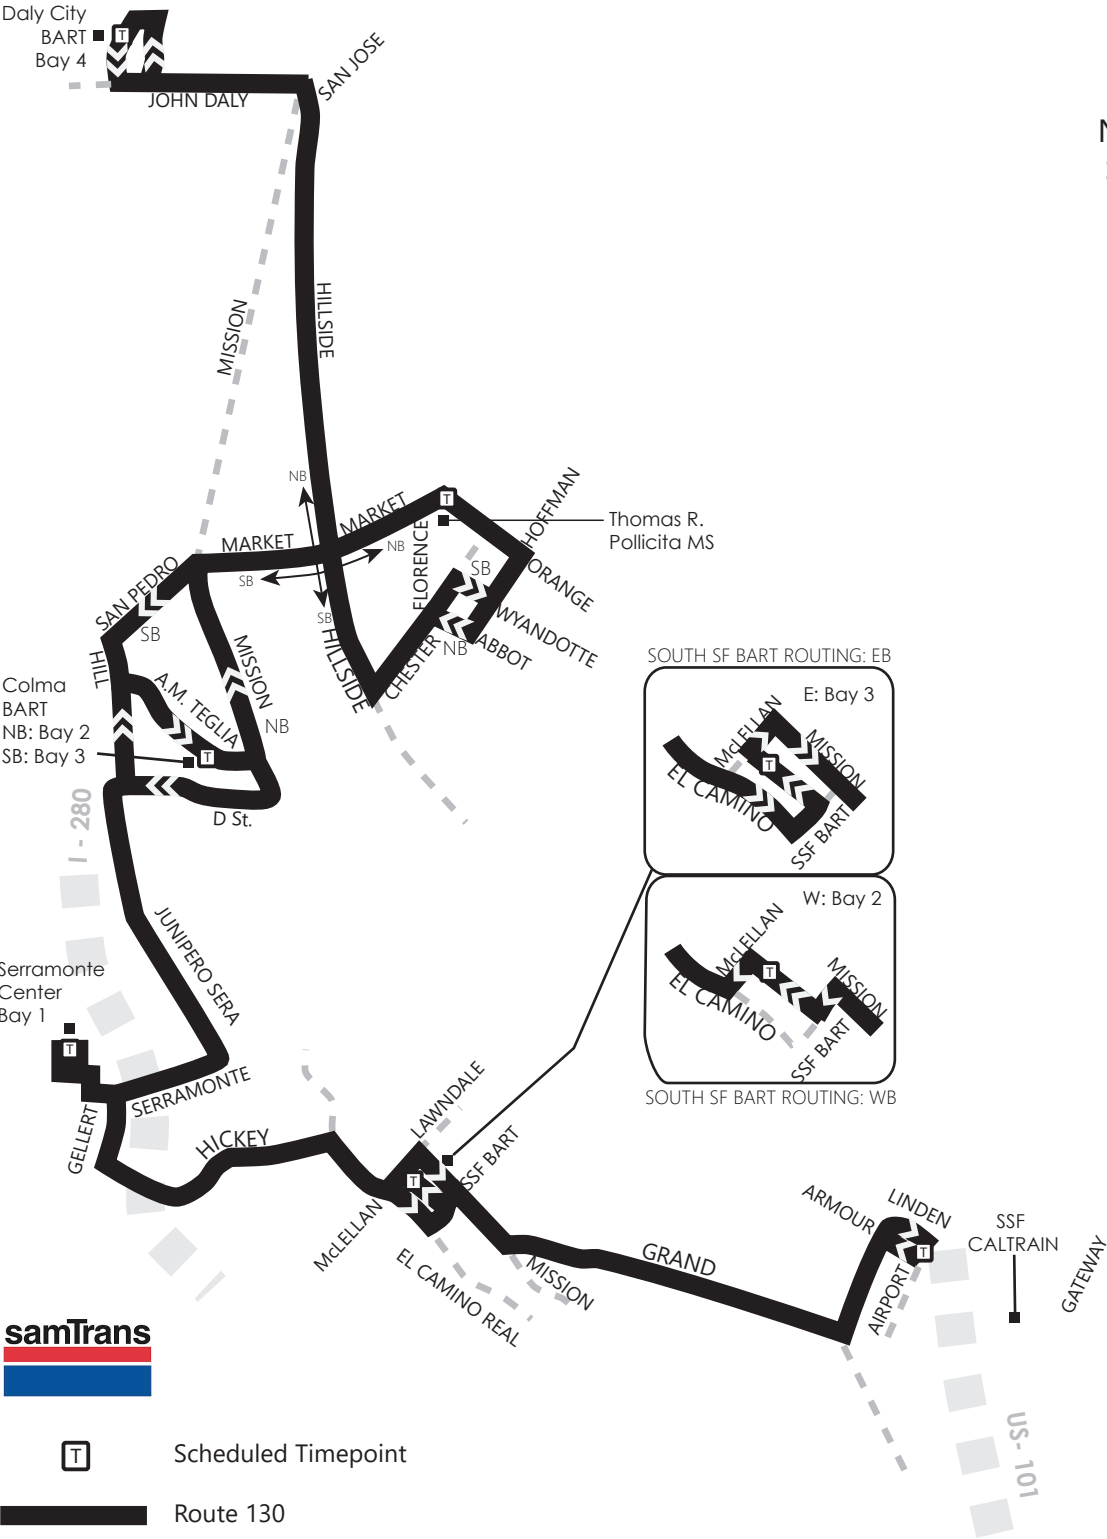 Daly City
BART
Bay 4
T
JOHN DALY
SAN JOSE
MISSION
HILLSIDE
NB
MARKET
MARKET
NB
SB
SB
T
Thomas R.
Pollicita MS
HOFFMAN
ORANGE
FLORENCE
SB
WYANDOTTE
ABBOT
NB
CHESTER
HILLSIDE
SAN PEDRO
SB
HILL
MISSION
NB
A.M. TEGLIA
Colma
BART
NB: Bay 2
SB: Bay 3
T
D St.
I - 280
JUNIPERO SERA
Serramonte
Center
Bay 1
T
SERRAMONTE
GELLERT
HICKEY
SOUTH SF BART ROUTING: EB
E: Bay 3
McLELLAN
MISSION
T
EL CAMINO
SSF BART
W: Bay 2
McLELLAN
MISSION
T
EL CAMINO
SSF BART
SOUTH SF BART ROUTING: WB
LAWNDALE
SSF BART
T
McLELLAN
EL CAMINO REAL
MISSION
GRAND
ARMOUR
LINDEN
T
AIRPORT
SSF
CALTRAIN
GATEWAY
US- 101
samTrans
T
Scheduled Timepoint
Route 130